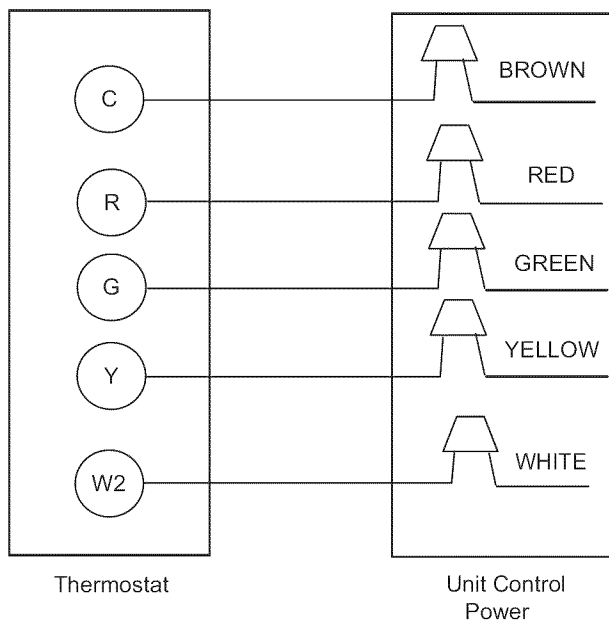 C
BROWN
R
RED
G
GREEN
Y
YELLOW
W2
WHITE
Thermostat
Unit Control
Power